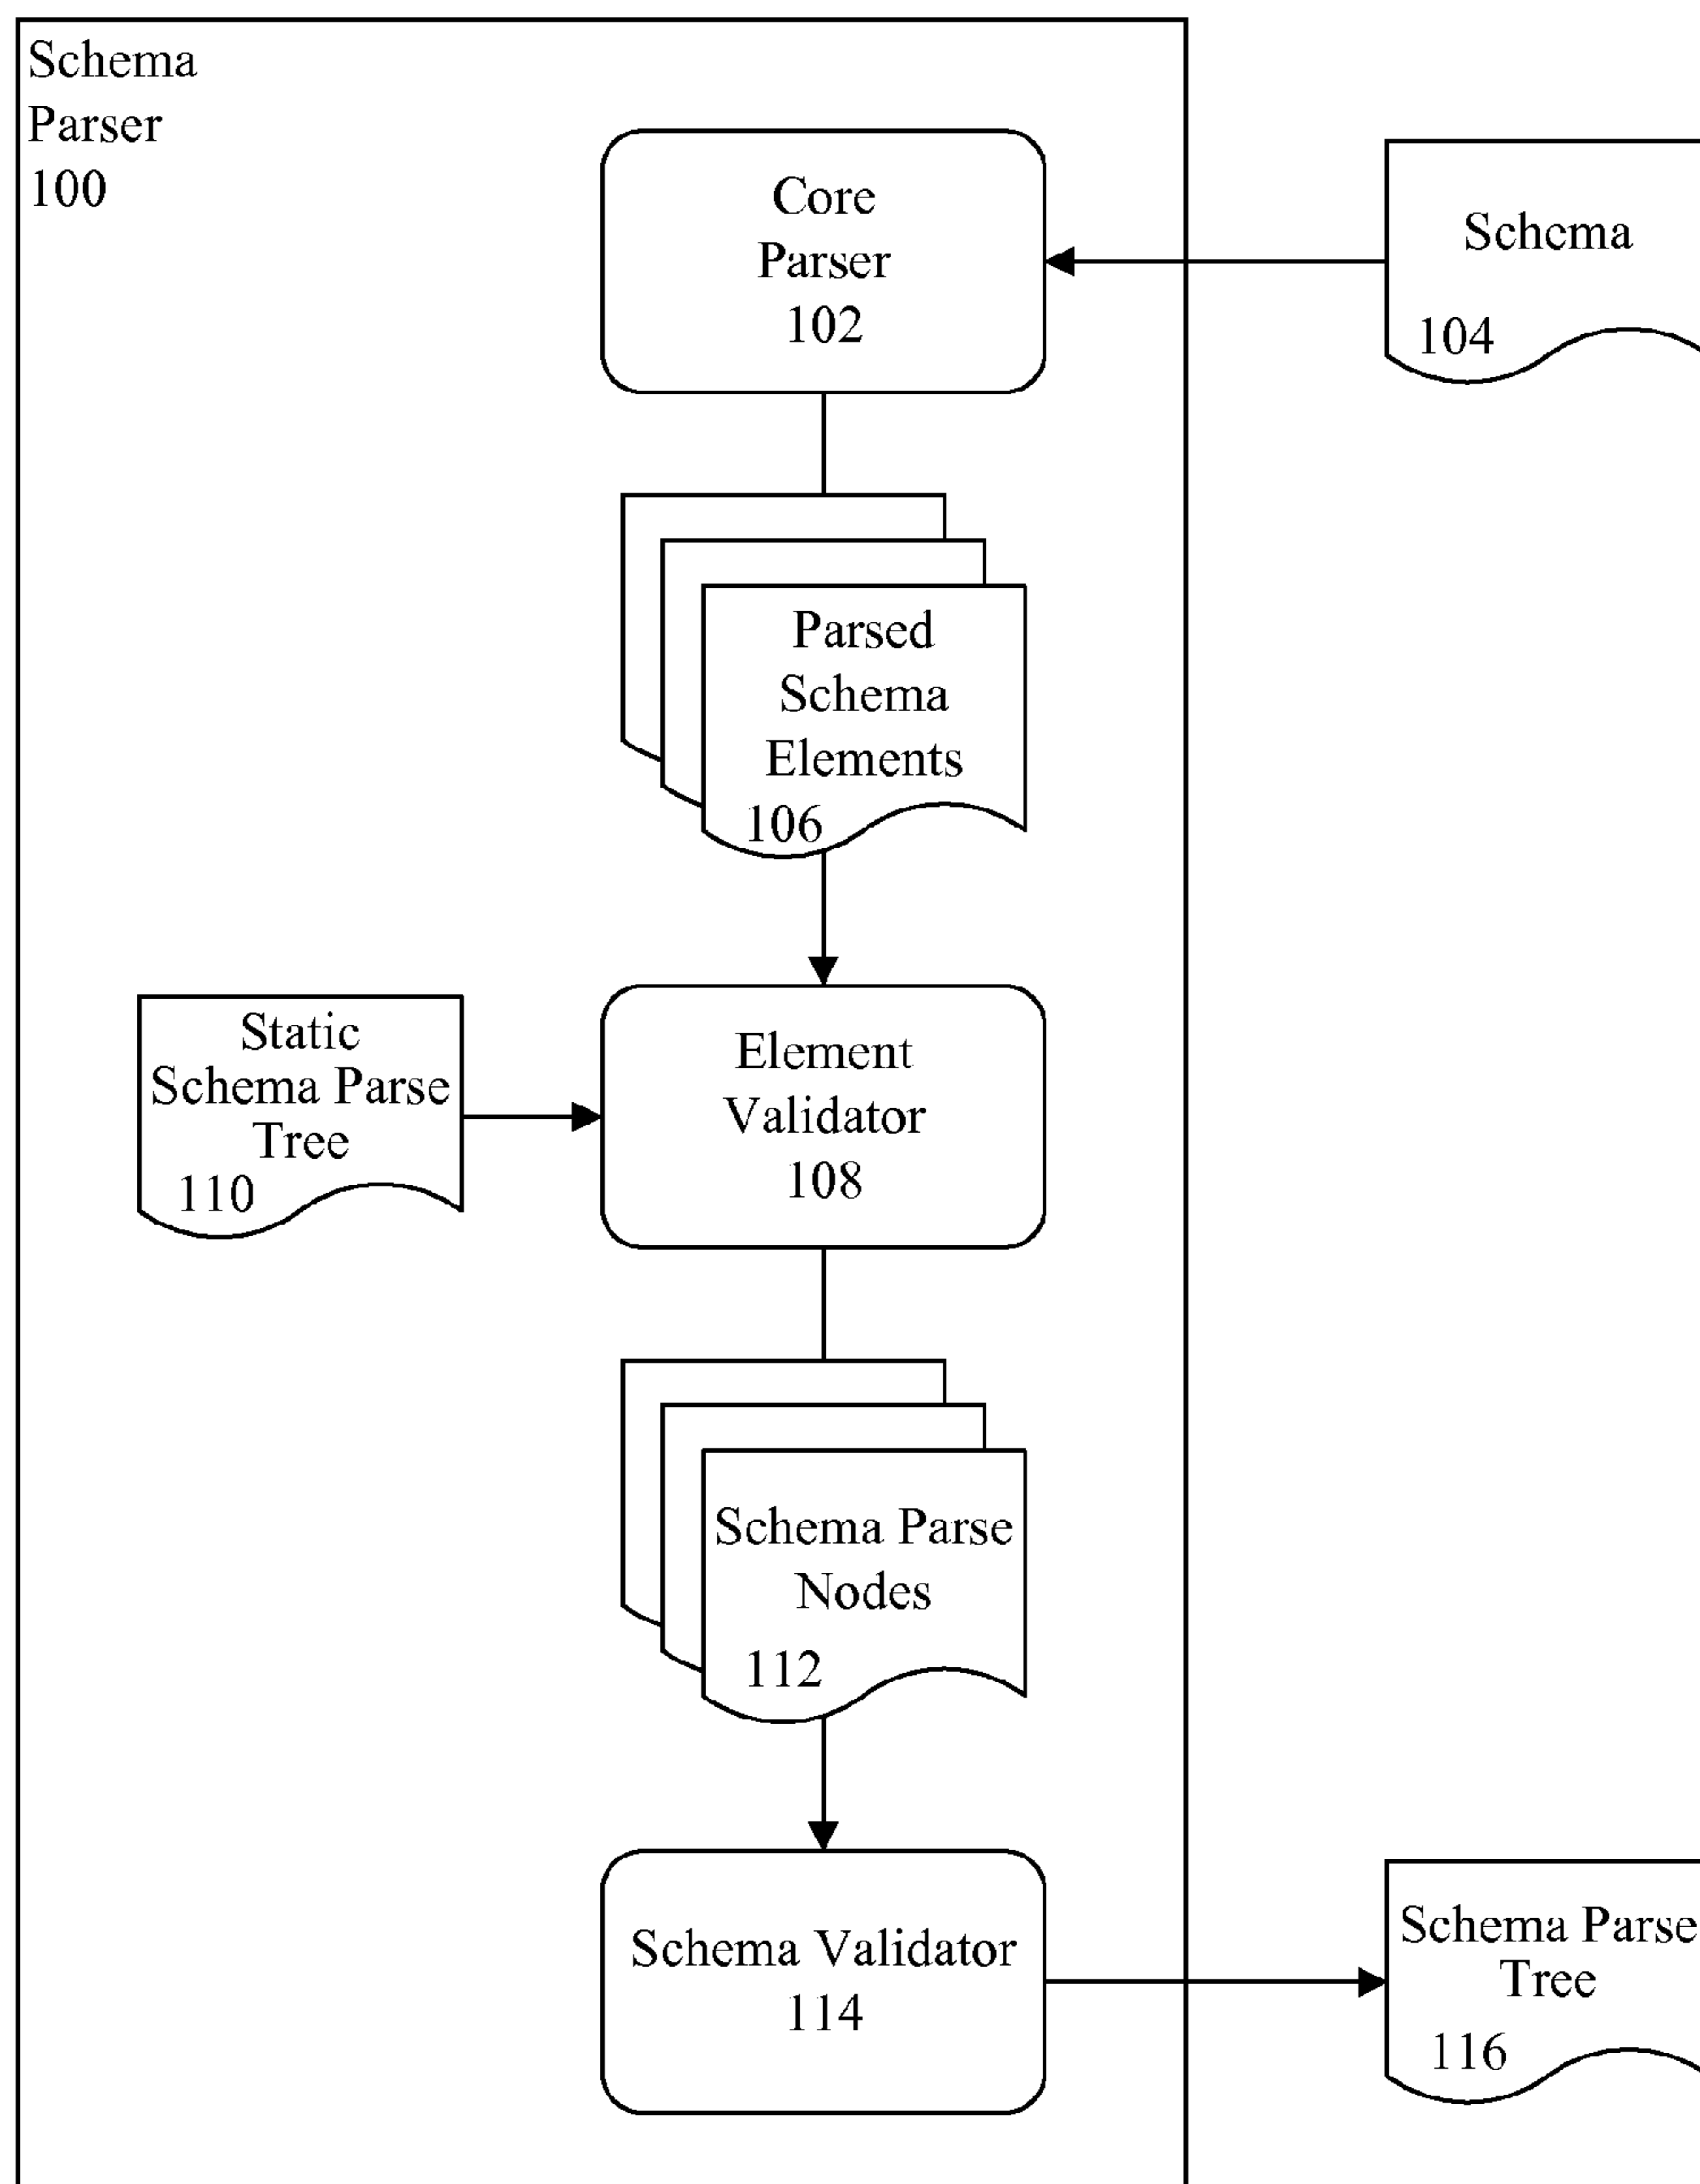 Schema
Parser
100
Core
Parser
102
Schema
104
Parsed
Schema
Elements
106
Static
Schema Parse
Tree
110
Element
Validator
108
Schema Parse
Nodes
112
Schema Validator
114
Schema Parse
Tree
116